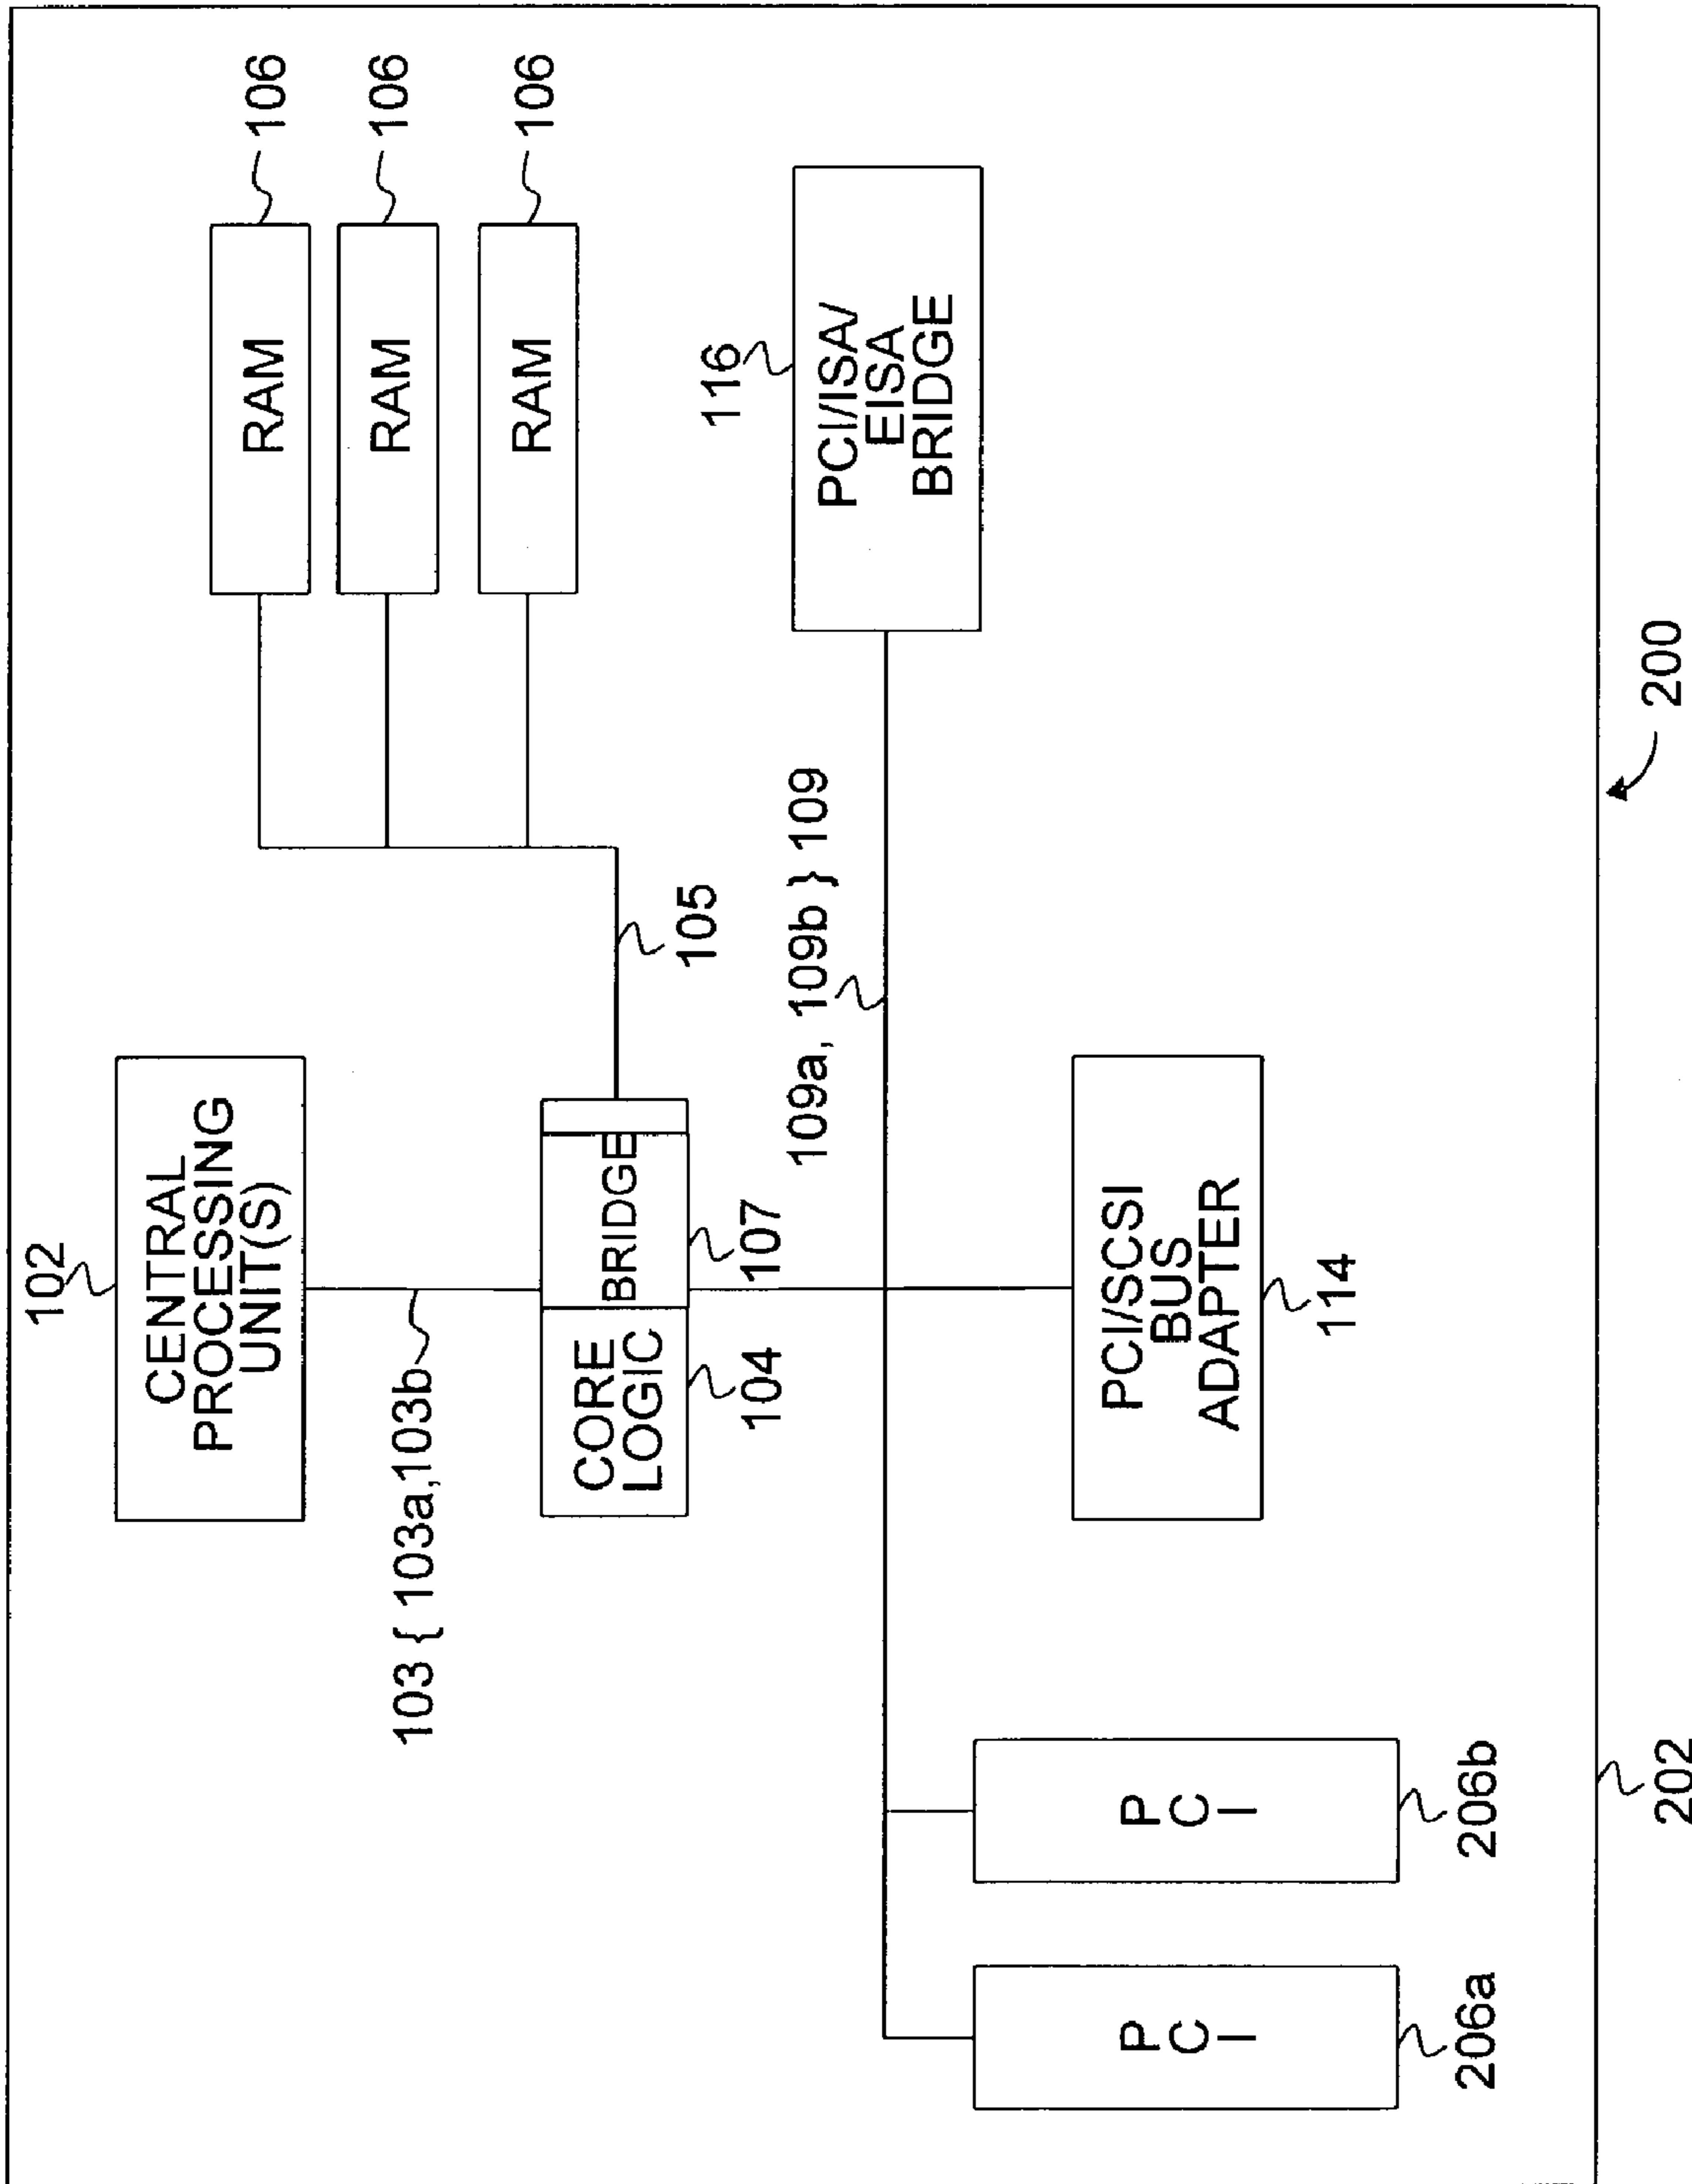 102
CENTRAL
PROCESSING
UNIT(S)
103 { 103a,103b
RAM
106
RAM
106
RAM
106
CORE
LOGIC
BRIDGE
104
107
105
116
PCI/ISA/
EISA
BRIDGE
109a, 109b } 109
PCI/SCSI
BUS
ADAPTER
114
P
C
I
206a
P
C
I
206b
202
200